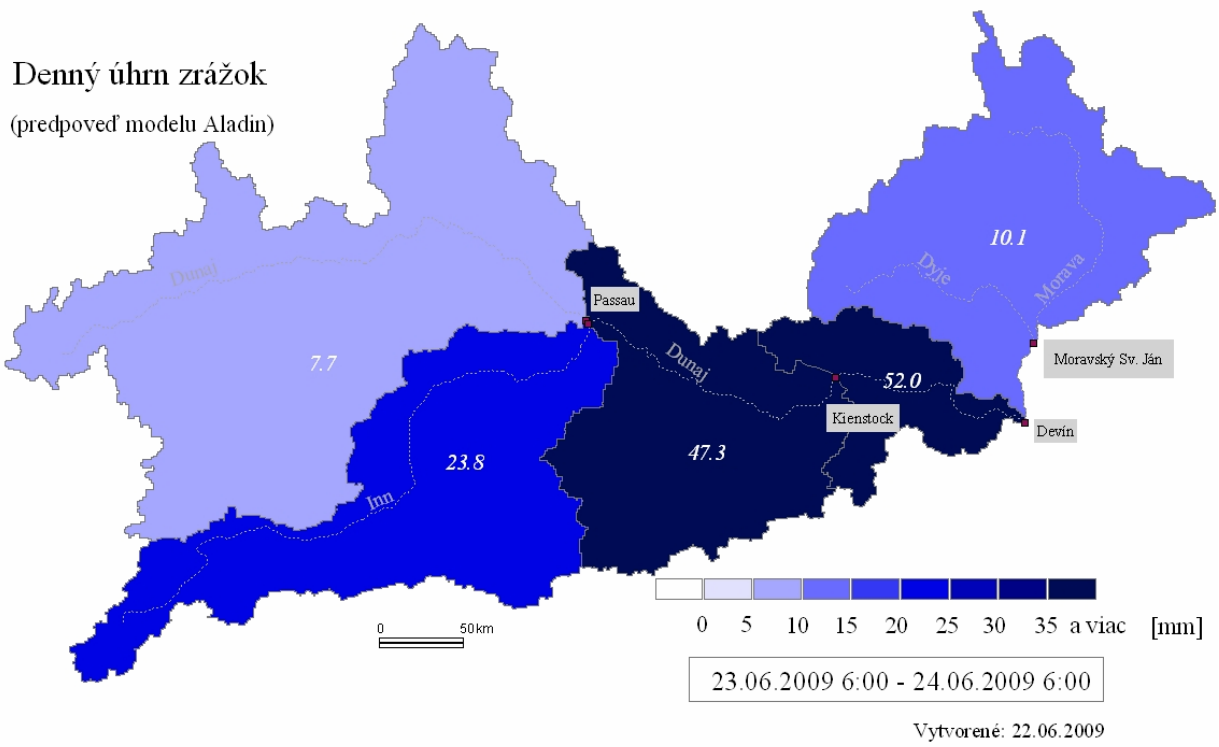 Denný úhrn zrážok
(predpoveď modelu Aladin)
10.1
Dunaj
Dyje
Morava
Passau
Moravský Sv. Ján
7.7
Dunaj
52.0
Kienstock
Devín
47.3
23.8
Inn
0 50 km
0 5 10 15 20 25 30 35 a viac [mm]
23.06.2009 6:00 - 24.06.2009 6:00
Vytvorené: 22.06.2009